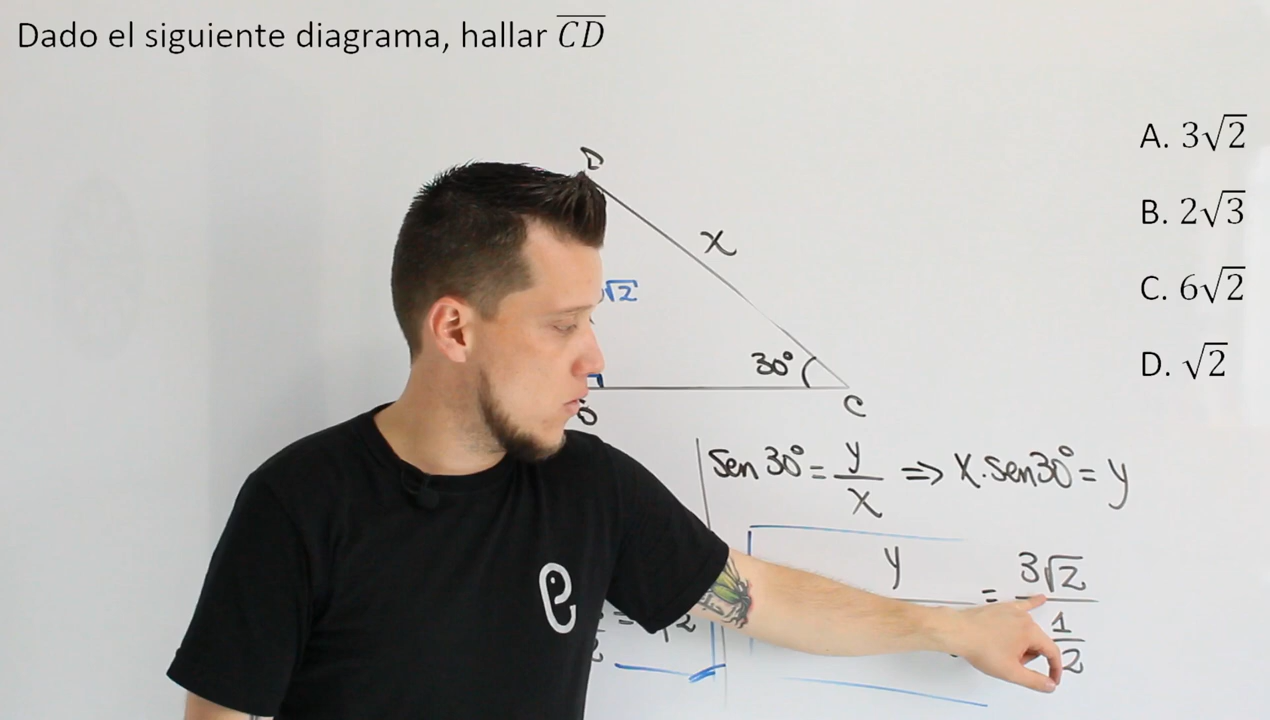 Dado el siguiente diagrama, hallar \overline{CD}
A. 3√2
B. 2√3
C. 6√2
D. √2
D
x
√2
30°
C
sen 30° = y/x ⇒ x·sen30° = y
y = 3√2
1/2
e